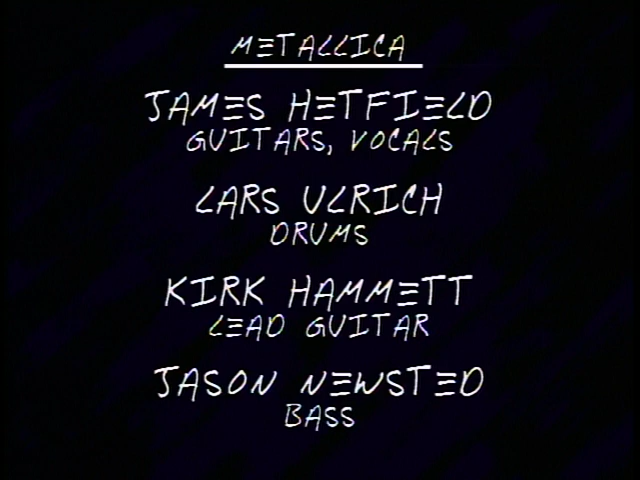 METALLICA
JAMES HETFIELD
GUITARS, VOCALS
LARS ULRICH
DRUMS
KIRK HAMMETT
LEAD GUITAR
JASON NEWSTED
BASS